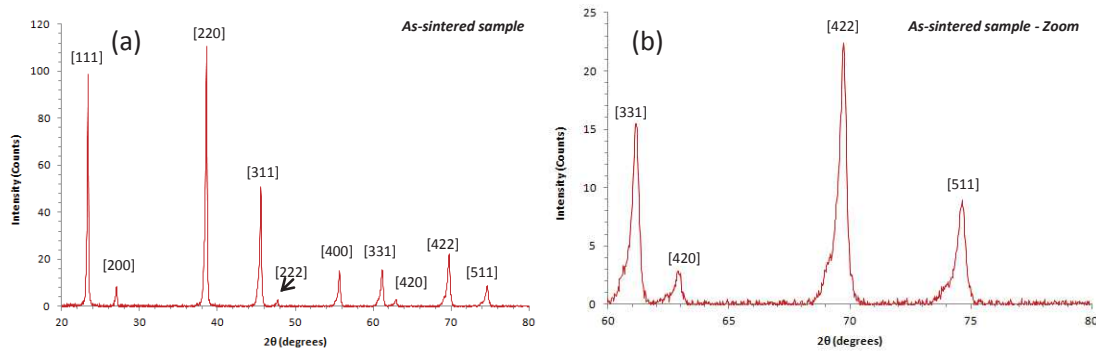 (a)
As-sintered sample
Intensity (Counts)
120
100
80
60
40
20
0
[111]
[200]
[220]
[311]
[222]
[400]
[331]
[420]
[422]
[511]
20 30 40 50 60 70 80
2θ (degrees)
(b)
As-sintered sample - Zoom
Intensity (Counts)
25
20
15
10
5
0
[331]
[420]
[422]
[511]
60 65 70 75 80
2θ (degrees)